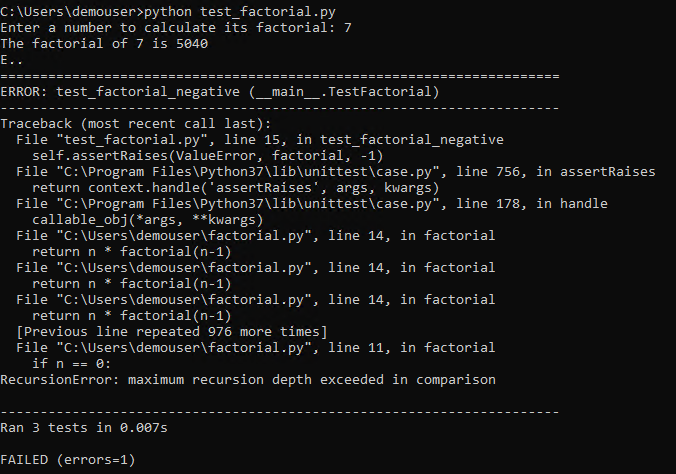 C:\Users\demouser>python test_factorial.py
Enter a number to calculate its factorial: 7
The factorial of 7 is 5040
E..
======================================================================
ERROR: test_factorial_negative (__main__.TestFactorial)
----------------------------------------------------------------------
Traceback (most recent call last):
  File "test_factorial.py", line 15, in test_factorial_negative
    self.assertRaises(ValueError, factorial, -1)
  File "C:\Program Files\Python37\lib\unittest\case.py", line 756, in assertRaises
    return context.handle('assertRaises', args, kwargs)
  File "C:\Program Files\Python37\lib\unittest\case.py", line 178, in handle
    callable_obj(*args, **kwargs)
  File "C:\Users\demouser\factorial.py", line 14, in factorial
    return n * factorial(n-1)
  File "C:\Users\demouser\factorial.py", line 14, in factorial
    return n * factorial(n-1)
  File "C:\Users\demouser\factorial.py", line 14, in factorial
    return n * factorial(n-1)
  [Previous line repeated 976 more times]
  File "C:\Users\demouser\factorial.py", line 11, in factorial
    if n == 0:
RecursionError: maximum recursion depth exceeded in comparison

----------------------------------------------------------------------
Ran 3 tests in 0.007s

FAILED (errors=1)